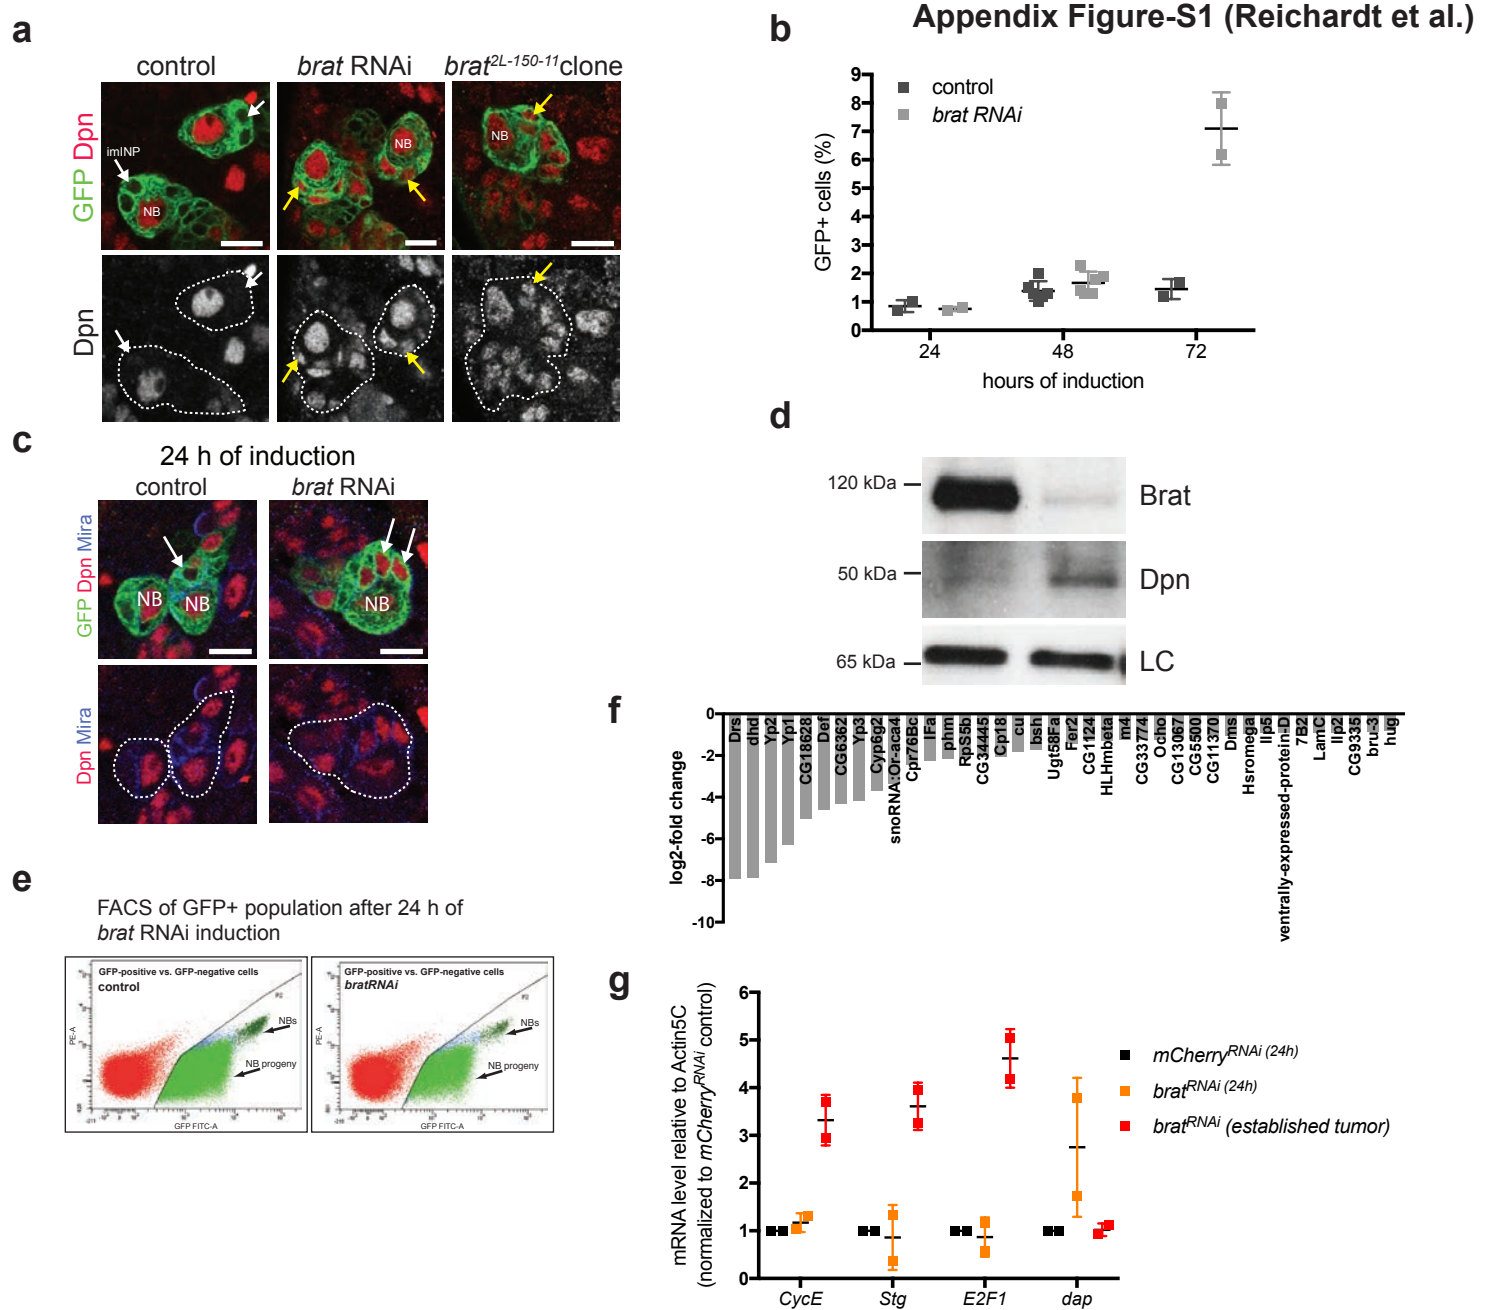 Appendix Figure-S1 (Reichardt et al.)
a
control
brat RNAi
brat2L-150-11clone
GFP Dpn
imINP
NB
NB
NB
Dpn
b
GFP+ cells (%)
9
8
7
6
5
4
3
2
1
0
control
brat RNAi
24
48
72
hours of induction
c
24 h of induction
control
brat RNAi
GFP Dpn Mira
NB
NB
NB
Dpn Mira
d
120 kDa
Brat
50 kDa
Dpn
65 kDa
LC
e
FACS of GFP+ population after 24 h of
brat RNAi induction
GFP-positive vs. GFP-negative cells
control
P2
NBs
NB progeny
PE-A
GFP FITC-A
GFP-positive vs. GFP-negative cells
bratRNAi
P2
NBs
NB progeny
PE-A
GFP FITC-A
f
log2-fold change
0
-2
-4
-6
-8
-10
Drs
dhd
Yp2
Yp1
CG18628
Def
CG6362
Yp3
Cyp6g2
snoRNA:Or-aca4
Cpr76Bc
IFa
phm
RpS5b
CG34445
Cp18
cu
bsh
Ugt58Fa
Fer2
CG1124
HLHmbeta
m4
CG33774
Ocho
CG13067
CG5500
CG11370
Dms
Hsromega
Ilp5
ventrally-expressed-protein-D
7B2
LamC
Ilp2
CG9335
bru-3
hug
g
mRNA level relative to Actin5C
(normalized to mCherryRNAi control)
6
5
4
3
2
1
0
CycE
Stg
E2F1
dap
mCherryRNAi (24h)
bratRNAi (24h)
bratRNAi (established tumor)